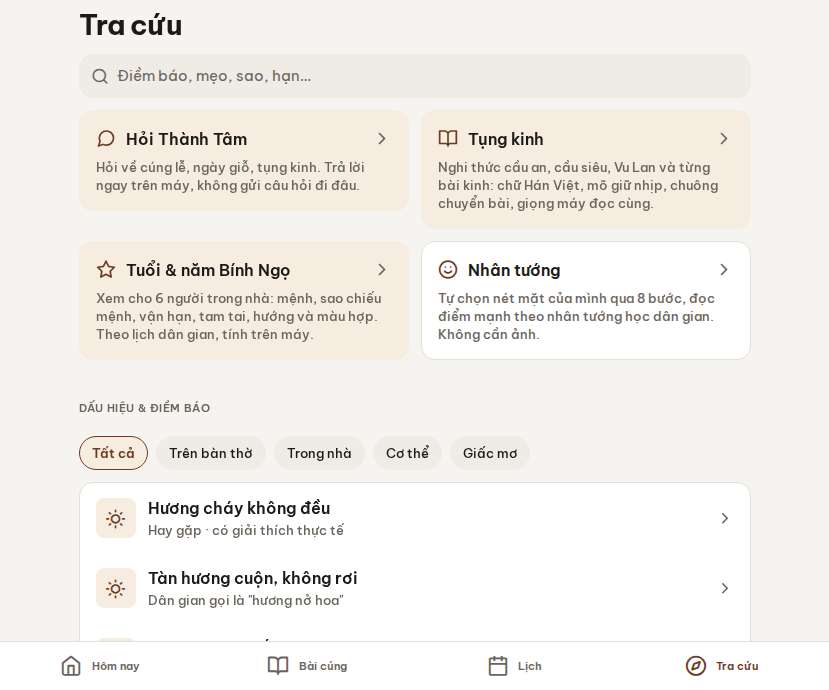 Tra cứu
Điềm báo, mẹo, sao, hạn...
Hỏi Thành Tâm
Hỏi về cúng lễ, ngày giỗ, tụng kinh. Trả lời
ngay trên máy, không gửi câu hỏi đi đâu.
Tụng kinh
Nghi thức cầu an, cầu siêu, Vu Lan và từng
bài kinh: chữ Hán Việt, mõ giữ nhịp, chuông
chuyển bài, giọng máy đọc cùng.
Tuổi & năm Bính Ngọ
Xem cho 6 người trong nhà: mệnh, sao chiếu
mệnh, vận hạn, tam tai, hướng và màu hợp.
Theo lịch dân gian, tính trên máy.
Nhân tướng
Tự chọn nét mặt của mình qua 8 bước, đọc
điểm mạnh theo nhân tướng học dân gian.
Không cần ảnh.
DẤU HIỆU & ĐIỀM BÁO
Tất cả
Trên bàn thờ
Trong nhà
Cơ thể
Giấc mơ
Hương cháy không đều
Hay gặp · có giải thích thực tế
Tàn hương cuộn, không rơi
Dân gian gọi là "hương nở hoa"
Hôm nay
Bài cúng
Lịch
Tra cứu